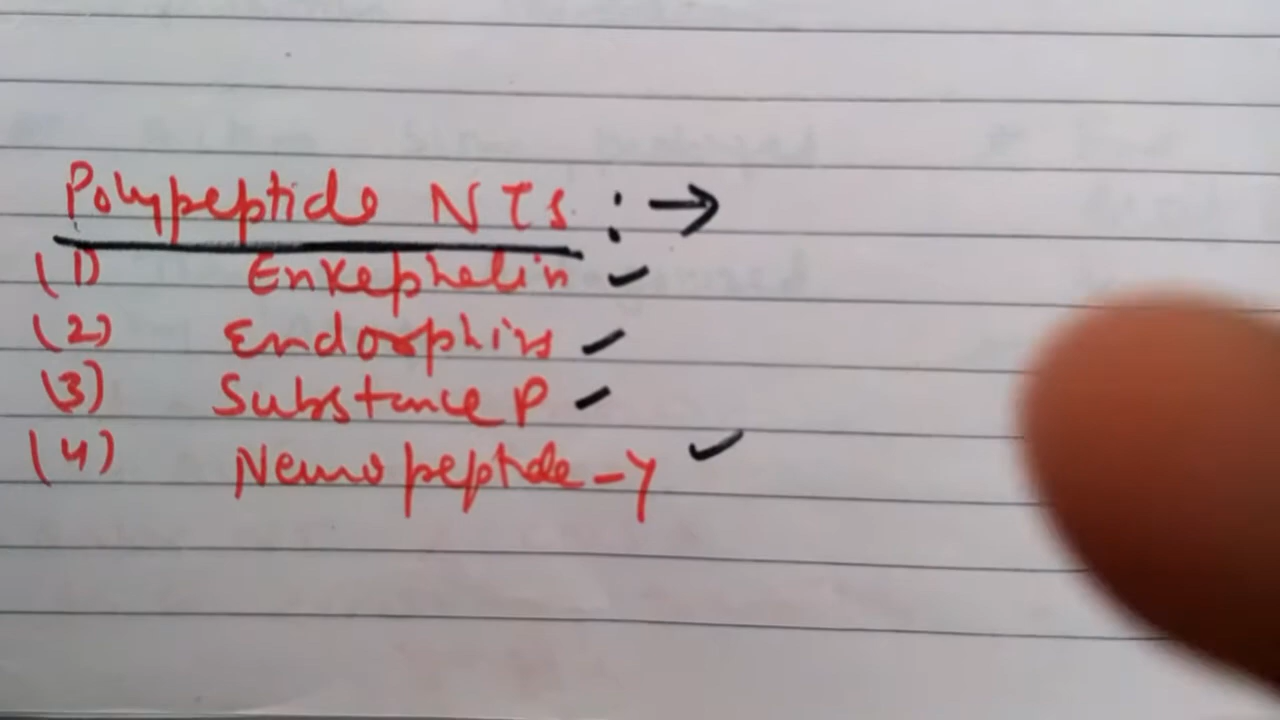 Polypeptide NTs :→
(1) Enkephalin
(2) Endorphins
(3) Substance P
(4) Neuropeptide-Y